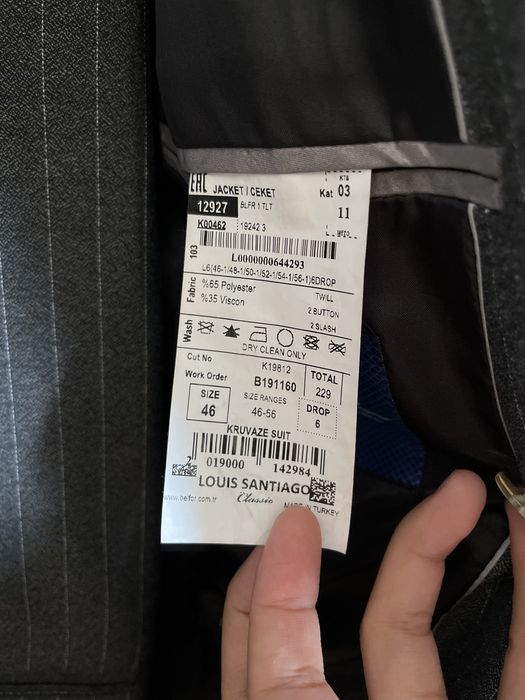 EAC JACKET / CEKET
KTS
Kat 03
12927 BLFR 1 TLT
11
K00462 19242.3
103
L0000000644293
L6(46-1/48-1/50-1/52-1/54-1/56-1)6DROP
Fabric
%65 Polyester TWILL
%35 Viscon 2 BUTTON
2 SLASH
Wash
DRY CLEAN ONLY
Cut No K19812
Work Order B191160 TOTAL
229
SIZE SIZE RANGES
46 46-56 DROP
6
KRUVAZE SUIT
2 019000 142984
LOUIS SANTIAGO
Classic
www.belfor.com.tr MADE IN TURKEY